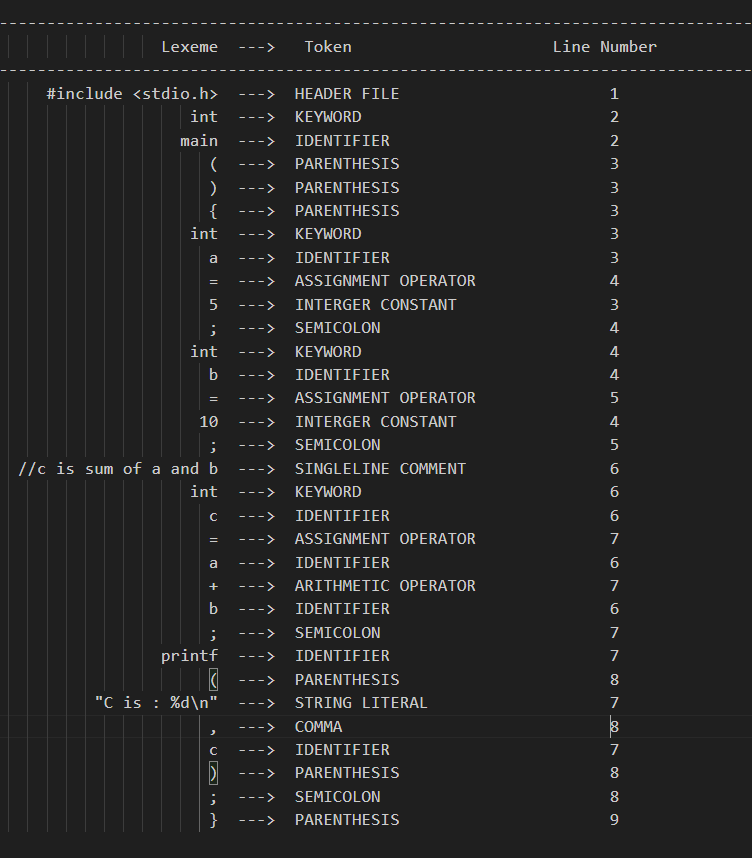 Lexeme ---> Token Line Number
#include <stdio.h> ---> HEADER FILE 1
int ---> KEYWORD 2
main ---> IDENTIFIER 2
( ---> PARENTHESIS 3
) ---> PARENTHESIS 3
{ ---> PARENTHESIS 3
int ---> KEYWORD 3
a ---> IDENTIFIER 3
= ---> ASSIGNMENT OPERATOR 4
5 ---> INTERGER CONSTANT 3
; ---> SEMICOLON 4
int ---> KEYWORD 4
b ---> IDENTIFIER 4
= ---> ASSIGNMENT OPERATOR 5
10 ---> INTERGER CONSTANT 4
; ---> SEMICOLON 5
//c is sum of a and b ---> SINGLELINE COMMENT 6
int ---> KEYWORD 6
c ---> IDENTIFIER 6
= ---> ASSIGNMENT OPERATOR 7
a ---> IDENTIFIER 6
+ ---> ARITHMETIC OPERATOR 7
b ---> IDENTIFIER 6
; ---> SEMICOLON 7
printf ---> IDENTIFIER 7
( ---> PARENTHESIS 8
"C is : %d\n" ---> STRING LITERAL 7
, ---> COMMA 8
c ---> IDENTIFIER 7
) ---> PARENTHESIS 8
; ---> SEMICOLON 8
} ---> PARENTHESIS 9